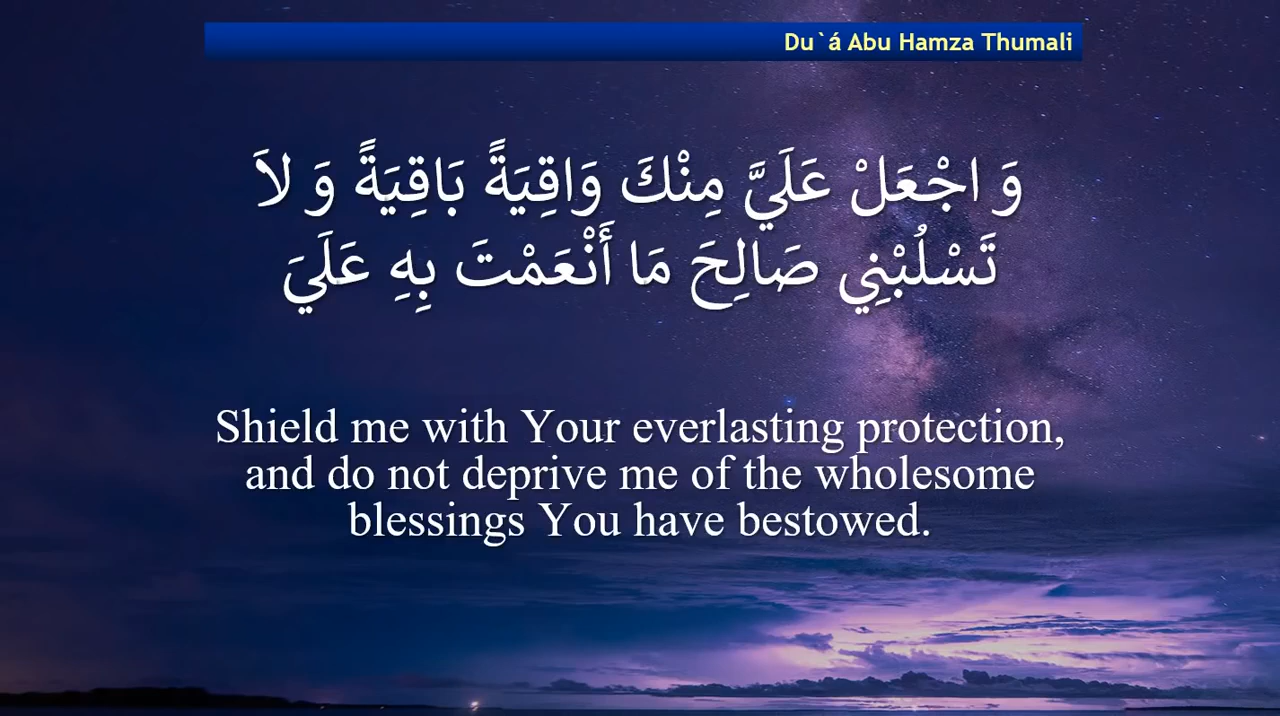 Du`á Abu Hamza Thumali
وَ اجْعَلْ عَلَيَّ مِنْكَ وَاقِيَةً بَاقِيَةً وَ لاَ
تَسْلُبْنِي صَالِحَ مَا أَنْعَمْتَ بِهِ عَلَيَ
Shield me with Your everlasting protection,
and do not deprive me of the wholesome
blessings You have bestowed.